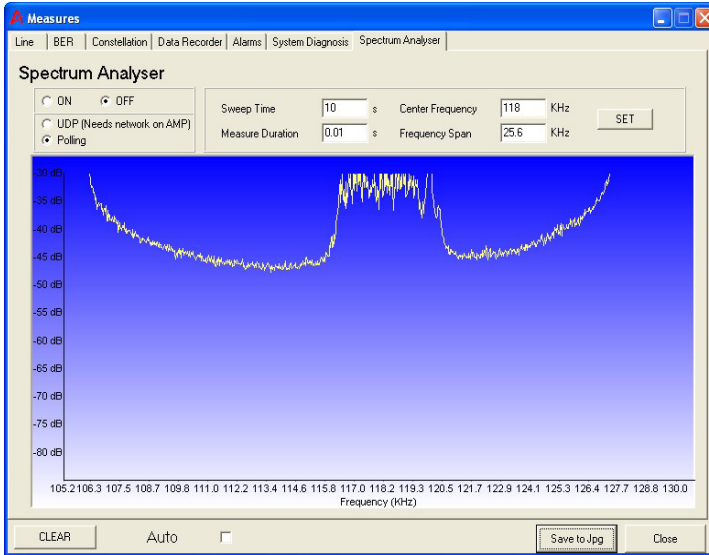 Measures
Line BER Constellation Data Recorder Alarms System Diagnosis Spectrum Analyser
Spectrum Analyser
ON OFF
UDP (Needs network on AMP)
Polling
Sweep Time 10 s Center Frequency 118 KHz
Measure Duration 0.01 s Frequency Span 25.6 KHz
SET
-30 dB
-35 dB
-40 dB
-45 dB
-50 dB
-55 dB
-60 dB
-65 dB
-70 dB
-75 dB
-80 dB
105.2 106.3 107.5 108.7 109.8 111.0 112.2 113.4 114.6 115.8 117.0 118.2 119.3 120.5 121.7 122.9 124.1 125.3 126.4 127.7 128.8 130.0
Frequency (KHz)
CLEAR Auto Save to Jpg Close